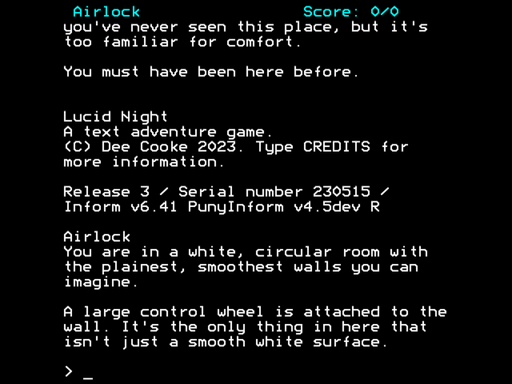 Airlock Score: 0/0
you've never seen this place, but it's
too familiar for comfort.
You must have been here before.
Lucid Night
A text adventure game.
(C) Dee Cooke 2023. Type CREDITS for
more information.
Release 3 / Serial number 230515 /
Inform v6.41 PunyInform v4.5dev R
Airlock
You are in a white, circular room with
the plainest, smoothest walls you can
imagine.
A large control wheel is attached to the
wall. It's the only thing in here that
isn't just a smooth white surface.
> _